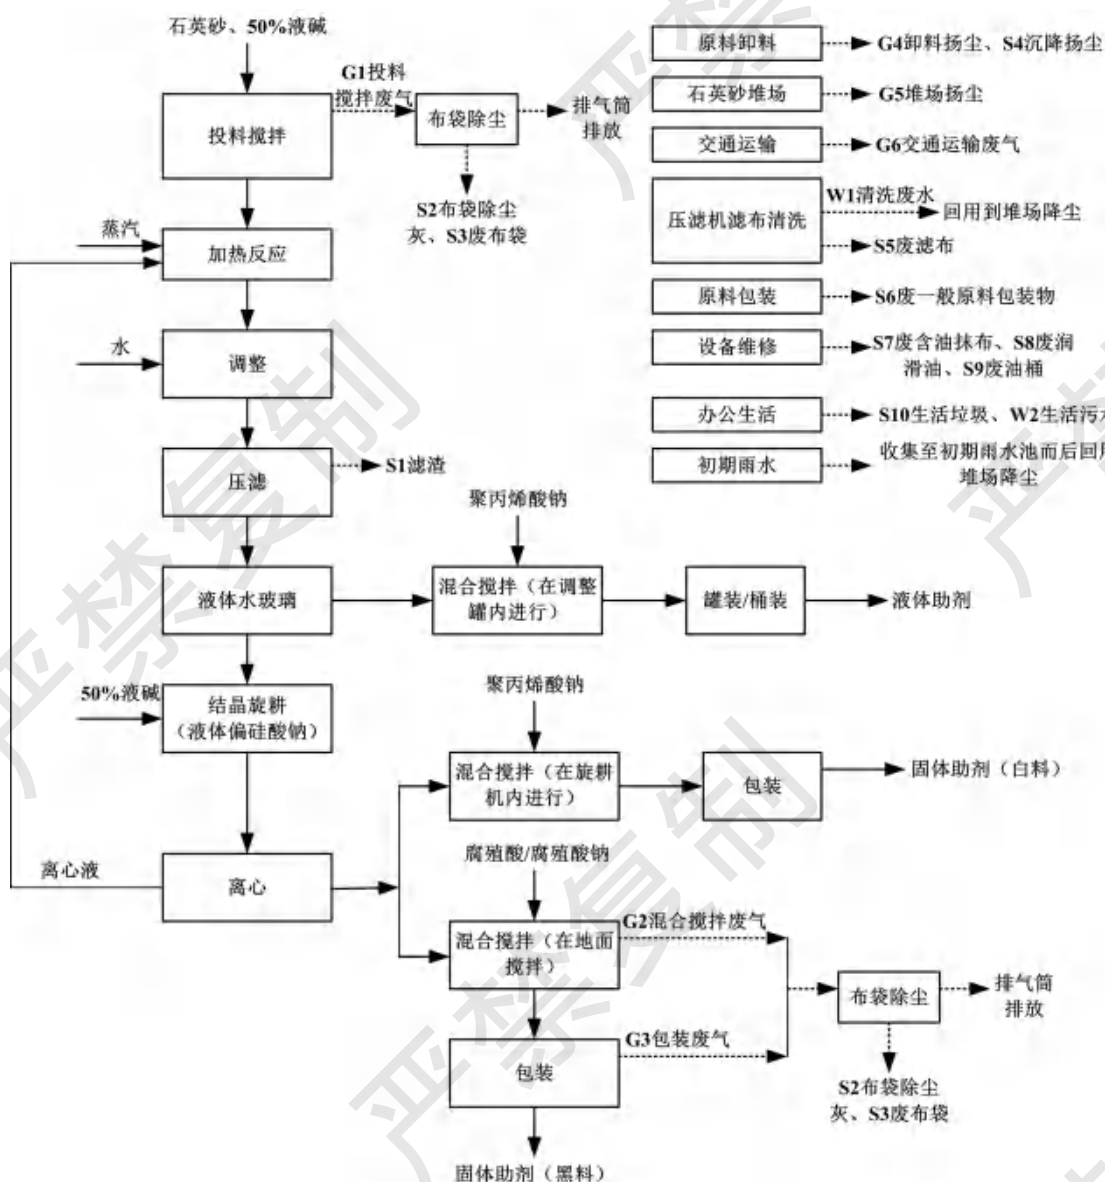 石英砂、50%液碱
G1投料
搅拌废气
投料搅拌
布袋除尘
排气筒
排放
S2布袋除尘
灰、S3废布袋
蒸汽
加热反应
水
调整
压滤
S1滤渣
聚丙烯酸钠
液体水玻璃
混合搅拌（在调整
罐内进行）
罐装/桶装
液体助剂
50%液碱
结晶旋耕
（液体偏硅酸钠）
聚丙烯酸钠
混合搅拌（在旋耕
机内进行）
包装
固体助剂（白料）
离心液
离心
腐殖酸/腐殖酸钠
混合搅拌（在地面
搅拌）
G2混合搅拌废气
布袋除尘
排气筒
排放
G3包装废气
包装
S2布袋除尘
灰、S3废布袋
固体助剂（黑料）
原料卸料
G4卸料扬尘、S4沉降扬尘
石英砂堆场
G5堆场扬尘
交通运输
G6交通运输废气
压滤机滤布清洗
W1清洗废水
回用到堆场降尘
S5废滤布
原料包装
S6废一般原料包装物
设备维修
S7废含油抹布、S8废润
滑油、S9废油桶
办公生活
S10生活垃圾、W2生活污水
初期雨水
收集至初期雨水池而后回用
堆场降尘
严禁复制
严禁复制
严禁复制